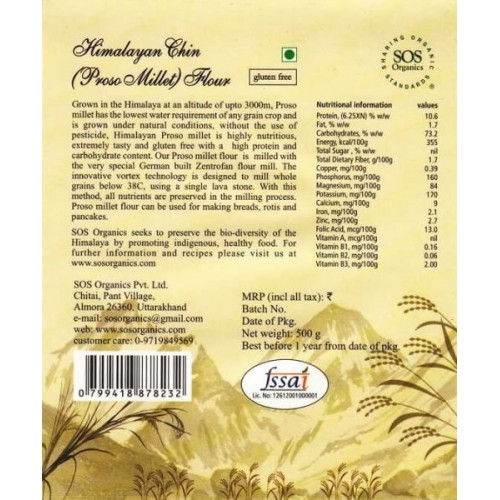 Himalayan Chin
(Proso Millet) Flour
gluten free
SHARING ORGANIC STANDARDS
SOS
Organics
Grown in the Himalaya at an altitude of upto 3000m, Proso
millet has the lowest water requirement of any grain crop and
is grown under natural conditions, without the use of
pesticide, Himalayan Proso millet is highly nutritious,
extremely tasty and gluten free with a high protein and
carbohydrate content. Our Proso millet flour is milled with
the very special German built Zentrofan flour mill. The
innovative vortex technology is designed to mill whole
grains below 38C, using a single lava stone. With this
method, all nutrients are preserved in the milling process.
Proso millet flour can be used for making breads, rotis and
pancakes.
SOS Organics seeks to preserve the bio-diversity of the
Himalaya by promoting indigenous, healthy food. For
further information and recipes please visit us at
www.sosorganics.com
Nutritional information values
Protein, (6.25XN) % w/w 10.6
Fat, % w/w 1.7
Carbohydrates, % w/w 73.2
Energy, kcal/100g 355
Total Sugar, % w/w nil
Total Dietary Fiber, g/100g 1.7
Copper, mg/100g 0.39
Phosphorus, mg/100g 160
Magnesium, mg/100g 84
Potassium, mg/100g 170
Calcium, mg/100g 9
Iron, mg/100g 2.1
Zinc, mg/100g 2.7
Folic Acid, mcg/100g 13.0
Vitamin A, mcg/100g nil
Vitamin B1, mg/100g 0.16
Vitamin B2, mg/100g 0.06
Vitamin B3, mg/100g 2.00
SOS Organics Pvt. Ltd.
Chitai, Pant Village,
Almora 26360, Uttarakhand
e-mail: sosorganics@gmail.com
web: www.sosorganics.com
customer care: 0-9719849569
MRP (incl all tax): ₹
Batch No.
Date of Pkg.
Net weight: 500 g
Best before 1 year from date of pkg.
0 799418 878232
fssai
Lic. No: 12612001000001